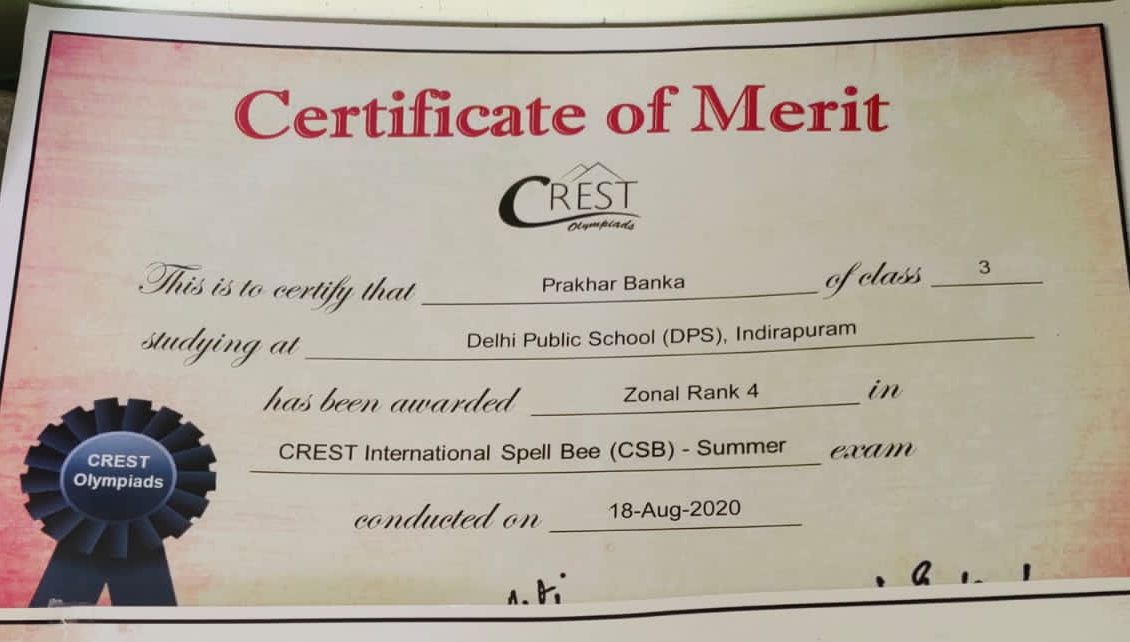 Certificate of Merit
CREST
Olympiads
This is to certify that Prakhar Banka of class 3
studying at Delhi Public School (DPS), Indirapuram
has been awarded Zonal Rank 4 in
CREST International Spell Bee (CSB) - Summer exam
conducted on 18-Aug-2020
CREST
Olympiads